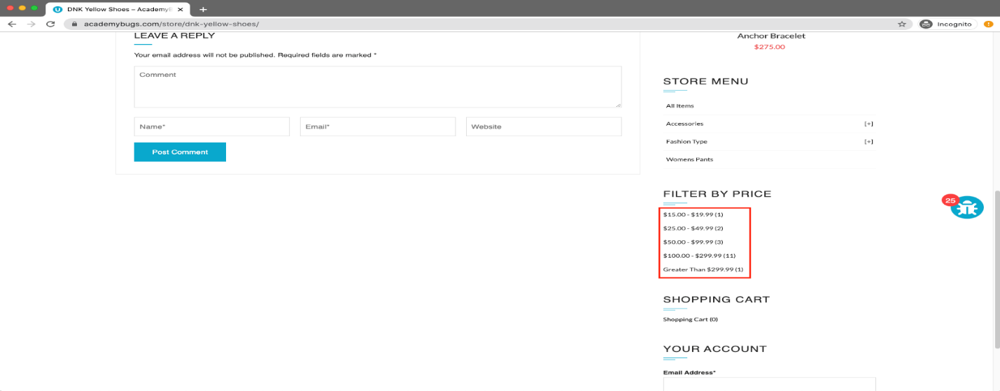 DNK Yellow Shoes – AcademyB
academybugs.com/store/dnk-yellow-shoes/
Incognito
LEAVE A REPLY
Your email address will not be published. Required fields are marked *
Comment
Name*
Email*
Website
Post Comment
Anchor Bracelet
$275.00
STORE MENU
All Items
Accessories [+]
Fashion Type [+]
Womens Pants
FILTER BY PRICE
$15.00 - $19.99 (1)
$25.00 - $49.99 (2)
$50.00 - $99.99 (3)
$100.00 - $299.99 (11)
Greater Than $299.99 (1)
25
SHOPPING CART
Shopping Cart (0)
YOUR ACCOUNT
Email Address*